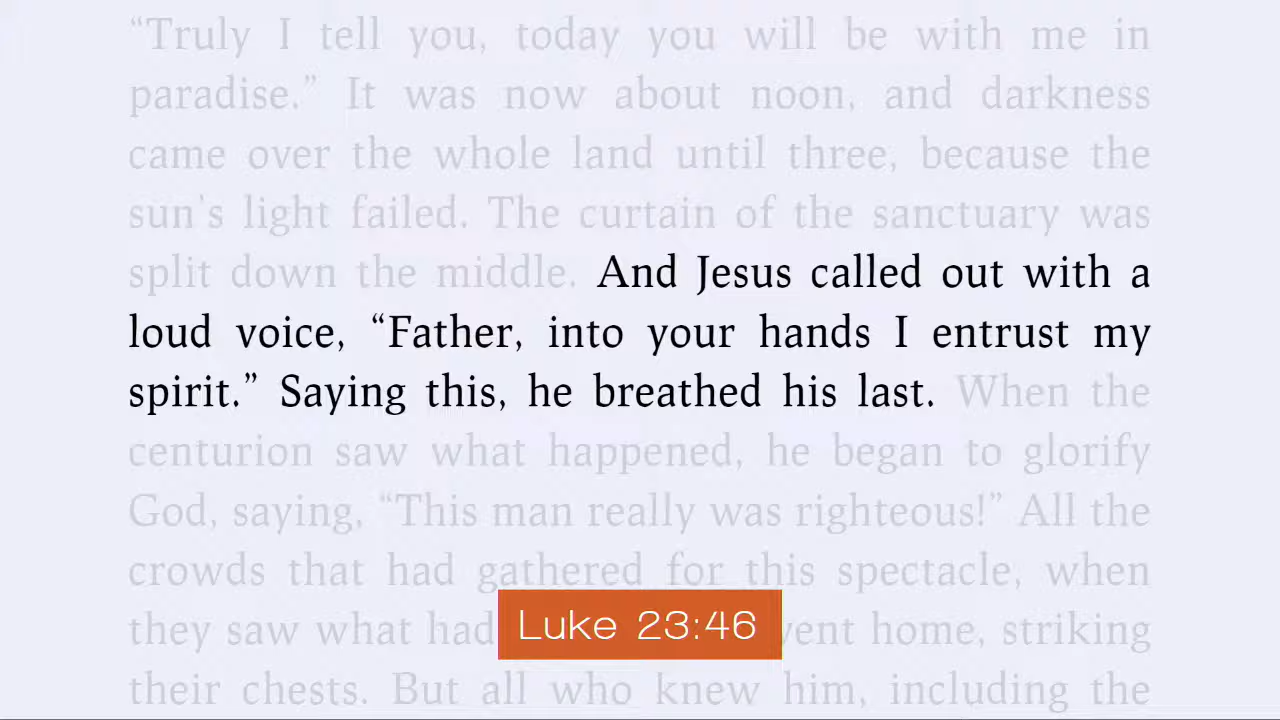 “Truly I tell you, today you will be with me in
paradise.” It was now about noon, and darkness
came over the whole land until three, because the
sun's light failed. The curtain of the sanctuary was
split down the middle. And Jesus called out with a
loud voice, “Father, into your hands I entrust my
spirit.” Saying this, he breathed his last. When the
centurion saw what happened, he began to glorify
God, saying, “This man really was righteous!” All the
crowds that had gathered for this spectacle, when
they saw what had home, striking
Luke 23:46
their chests. But all who knew him, including the